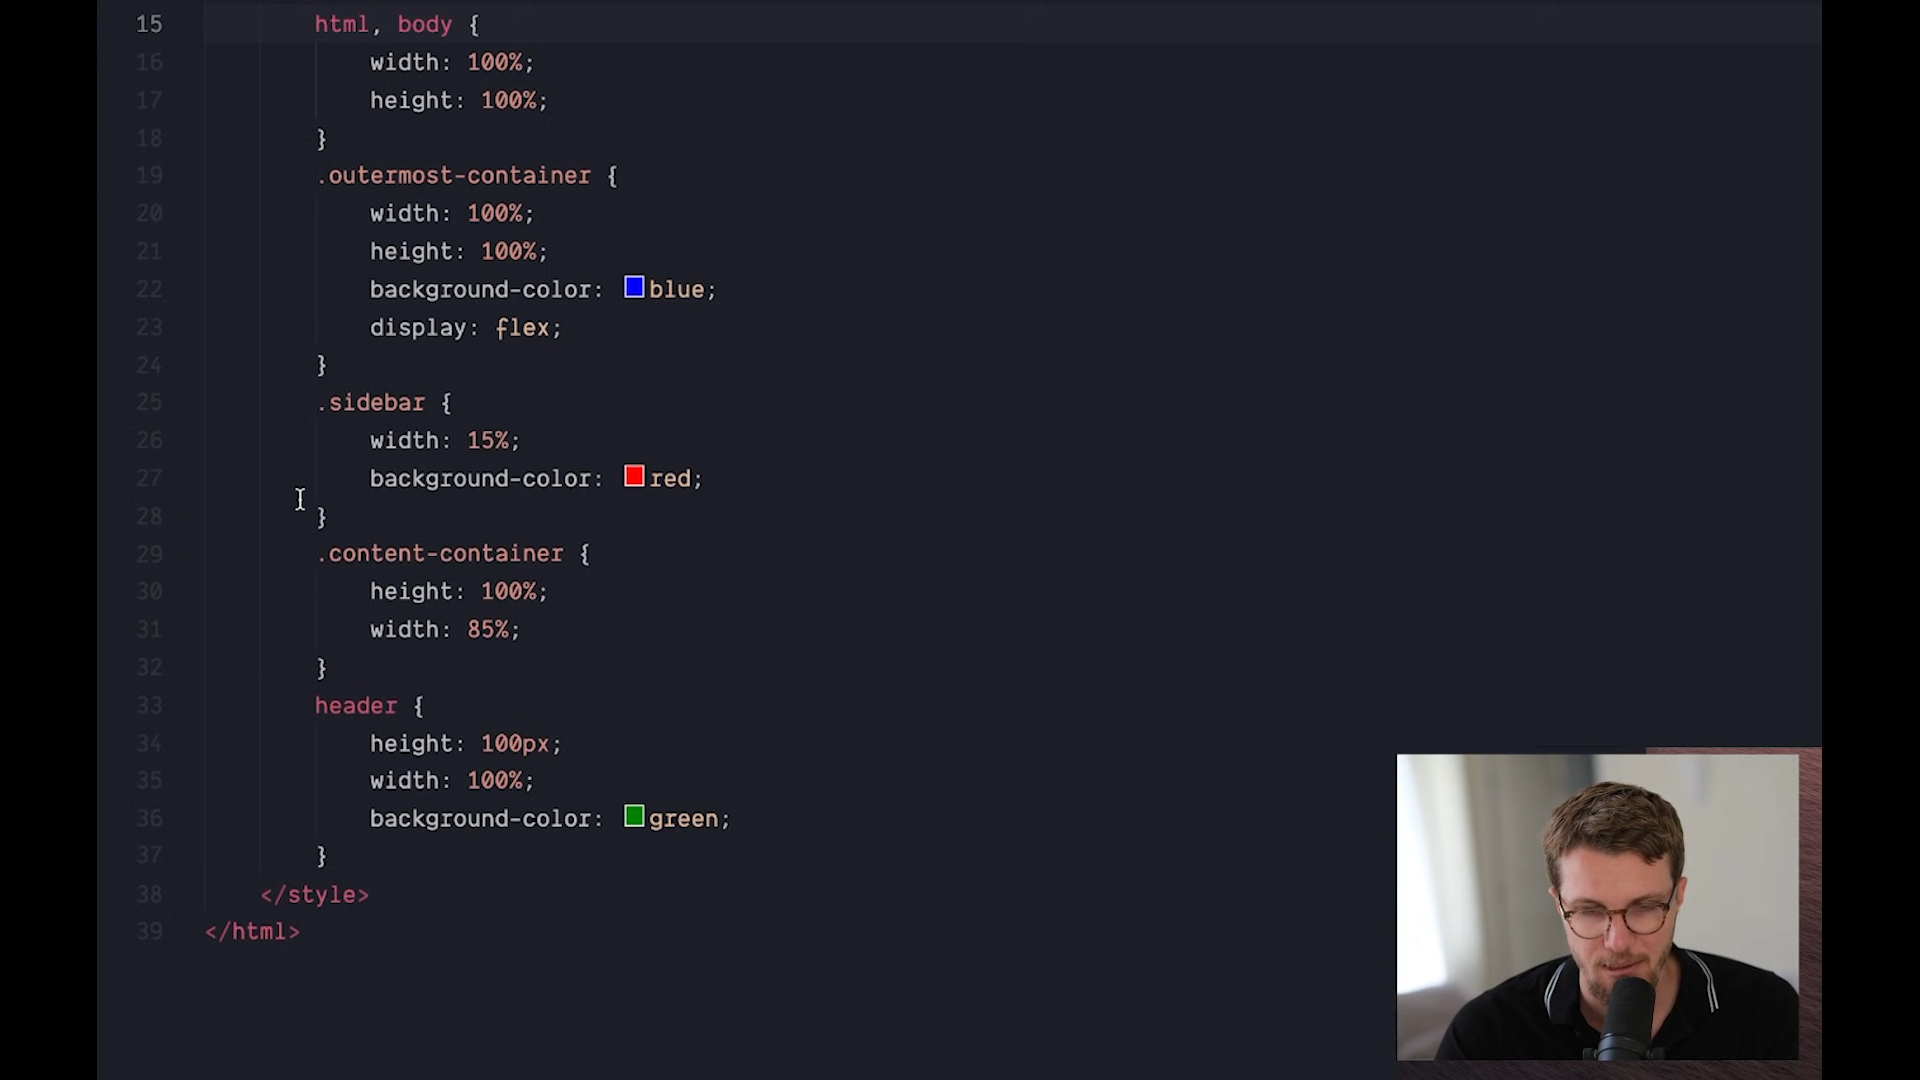 15 html, body {
16 width: 100%;
17 height: 100%;
18 }
19 .outermost-container {
20 width: 100%;
21 height: 100%;
22 background-color: blue;
23 display: flex;
24 }
25 .sidebar {
26 width: 15%;
27 background-color: red;
28 }
29 .content-container {
30 height: 100%;
31 width: 85%;
32 }
33 header {
34 height: 100px;
35 width: 100%;
36 background-color: green;
37 }
38 </style>
39 </html>